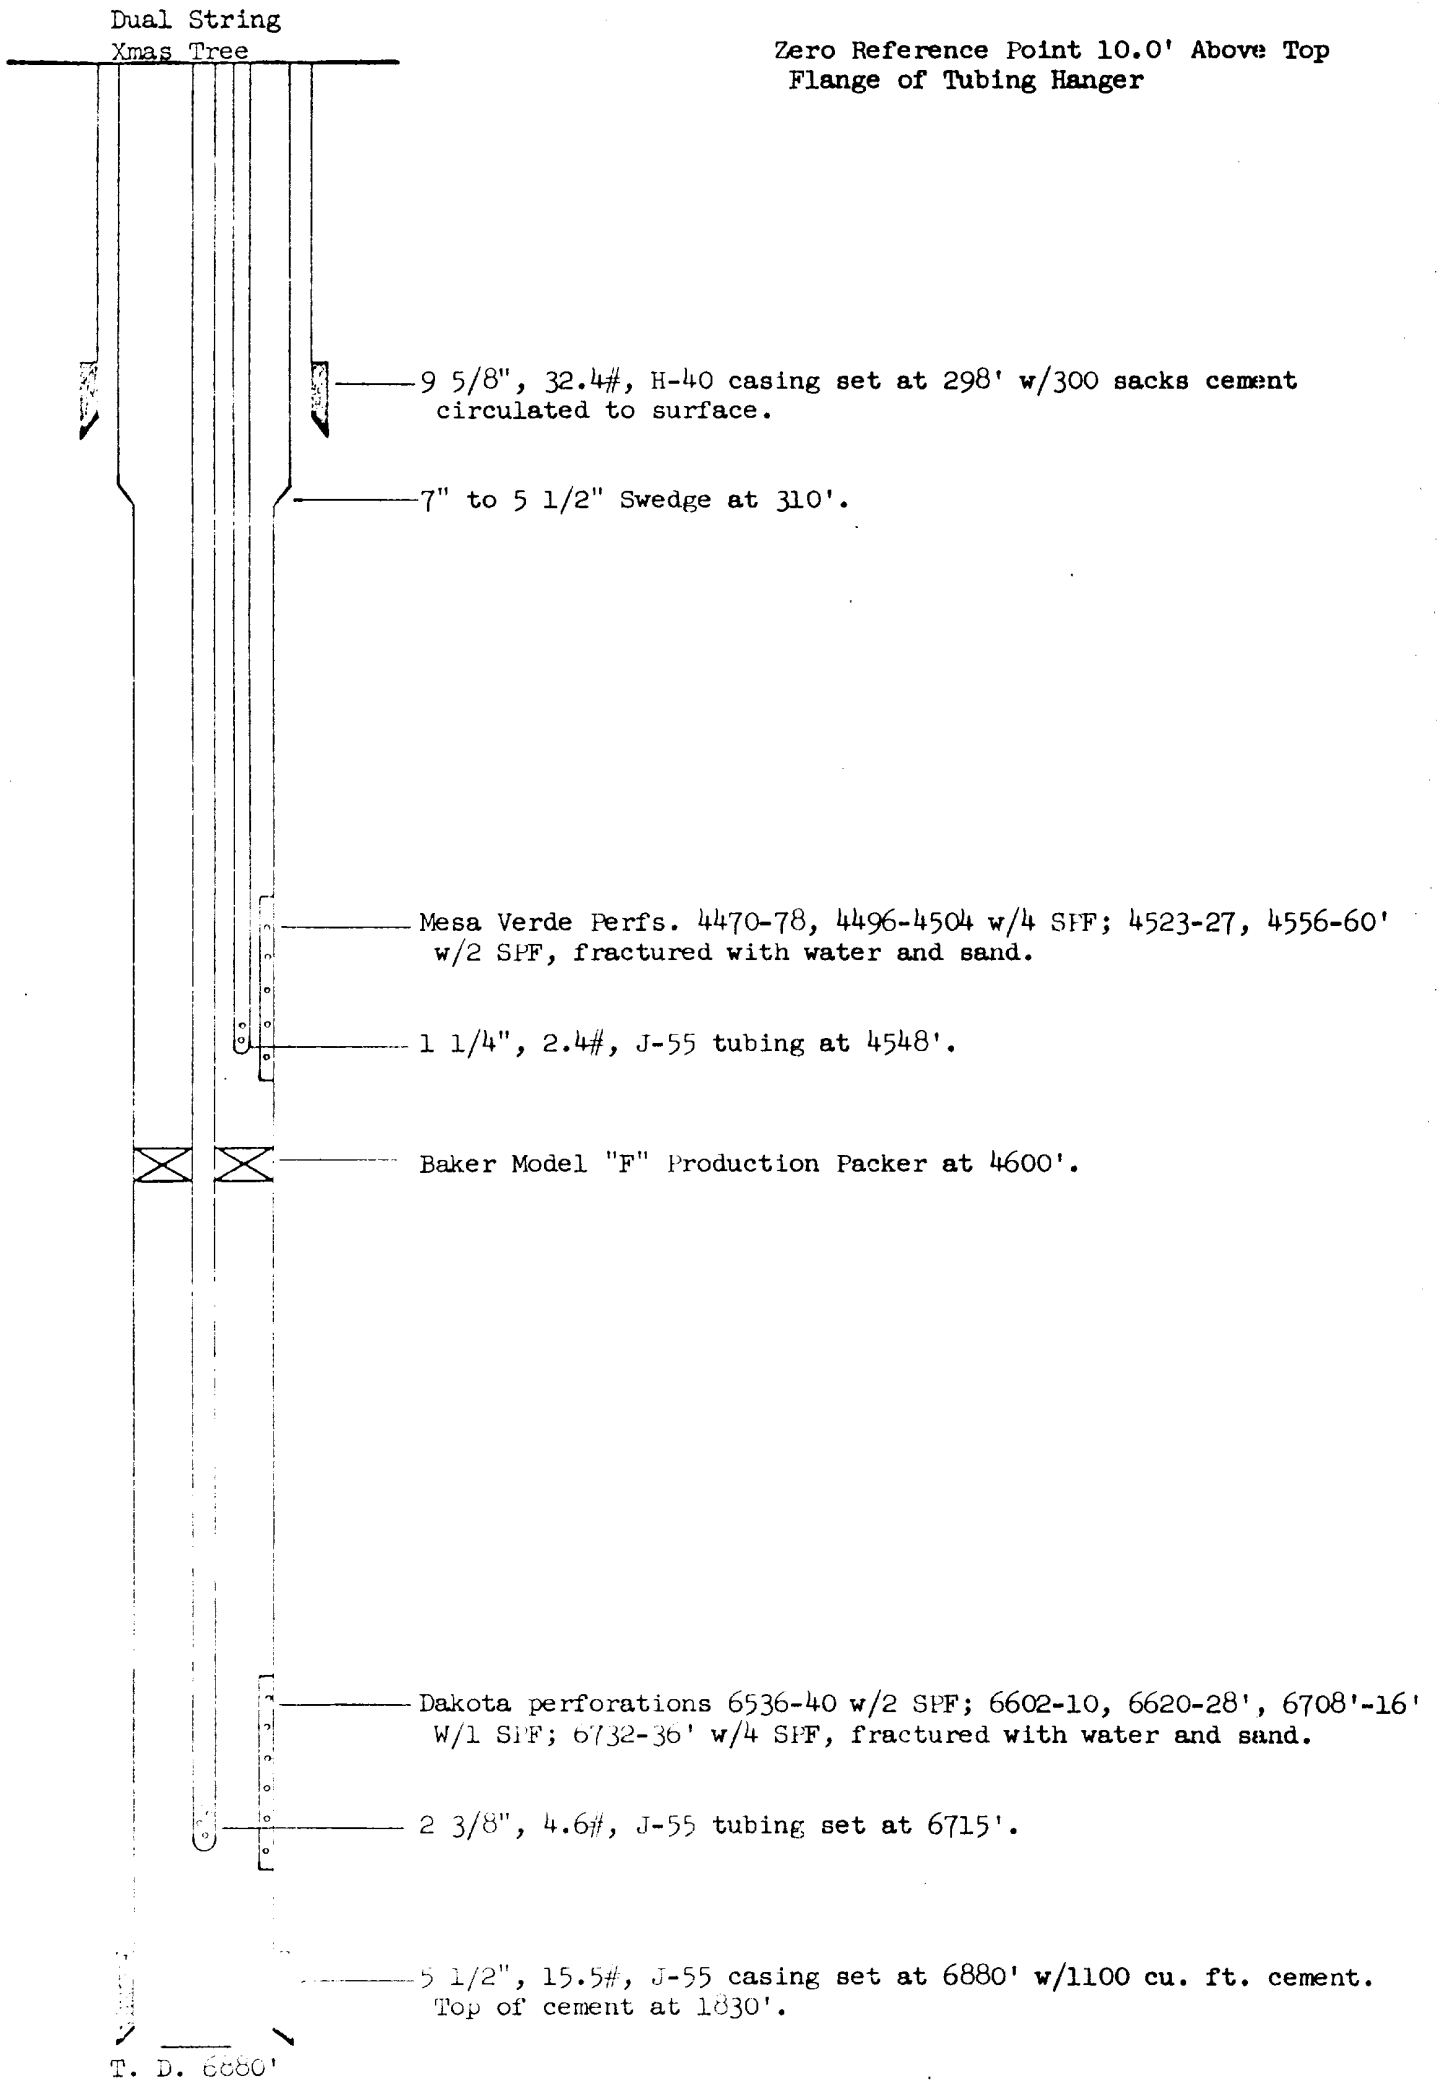 Dual String
Xmas Tree
Zero Reference Point 10.0' Above Top
Flange of Tubing Hanger
9 5/8", 32.4#, H-40 casing set at 298' w/300 sacks cement
circulated to surface.
7" to 5 1/2" Swedge at 310'.
Mesa Verde Perfs. 4470-78, 4496-4504 w/4 SPF; 4523-27, 4556-60'
w/2 SPF, fractured with water and sand.
1 1/4", 2.4#, J-55 tubing at 4548'.
Baker Model "F" Production Packer at 4600'.
Dakota perforations 6536-40 w/2 SPF; 6602-10, 6620-28', 6708'-16'
W/1 SPF; 6732-36' w/4 SPF, fractured with water and sand.
2 3/8", 4.6#, J-55 tubing set at 6715'.
5 1/2", 15.5#, J-55 casing set at 6880' w/1100 cu. ft. cement.
Top of cement at 1830'.
T. D. 6880'